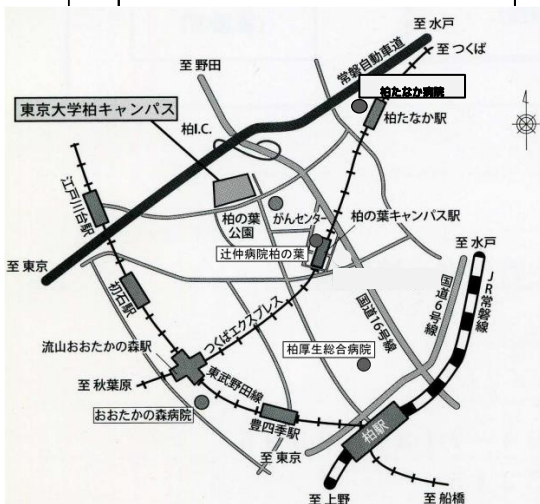 至 水戸
至 つくば
常磐自動車道
至 野田
柏たなか病院
東京大学柏キャンパス
柏I.C.
柏たなか駅
江戸川台駅
柏の葉
公園
がんセンター
柏の葉キャンパス駅
辻仲病院柏の葉
至 水戸
至 東京
初石駅
国道6号線
JR常磐線
つくばエクスプレス
国道16号線
流山おおたかの森駅
柏厚生総合病院
至 秋葉原
東武野田線
おおたかの森病院
豊四季駅
柏駅
至 東京
至 上野
至 船橋